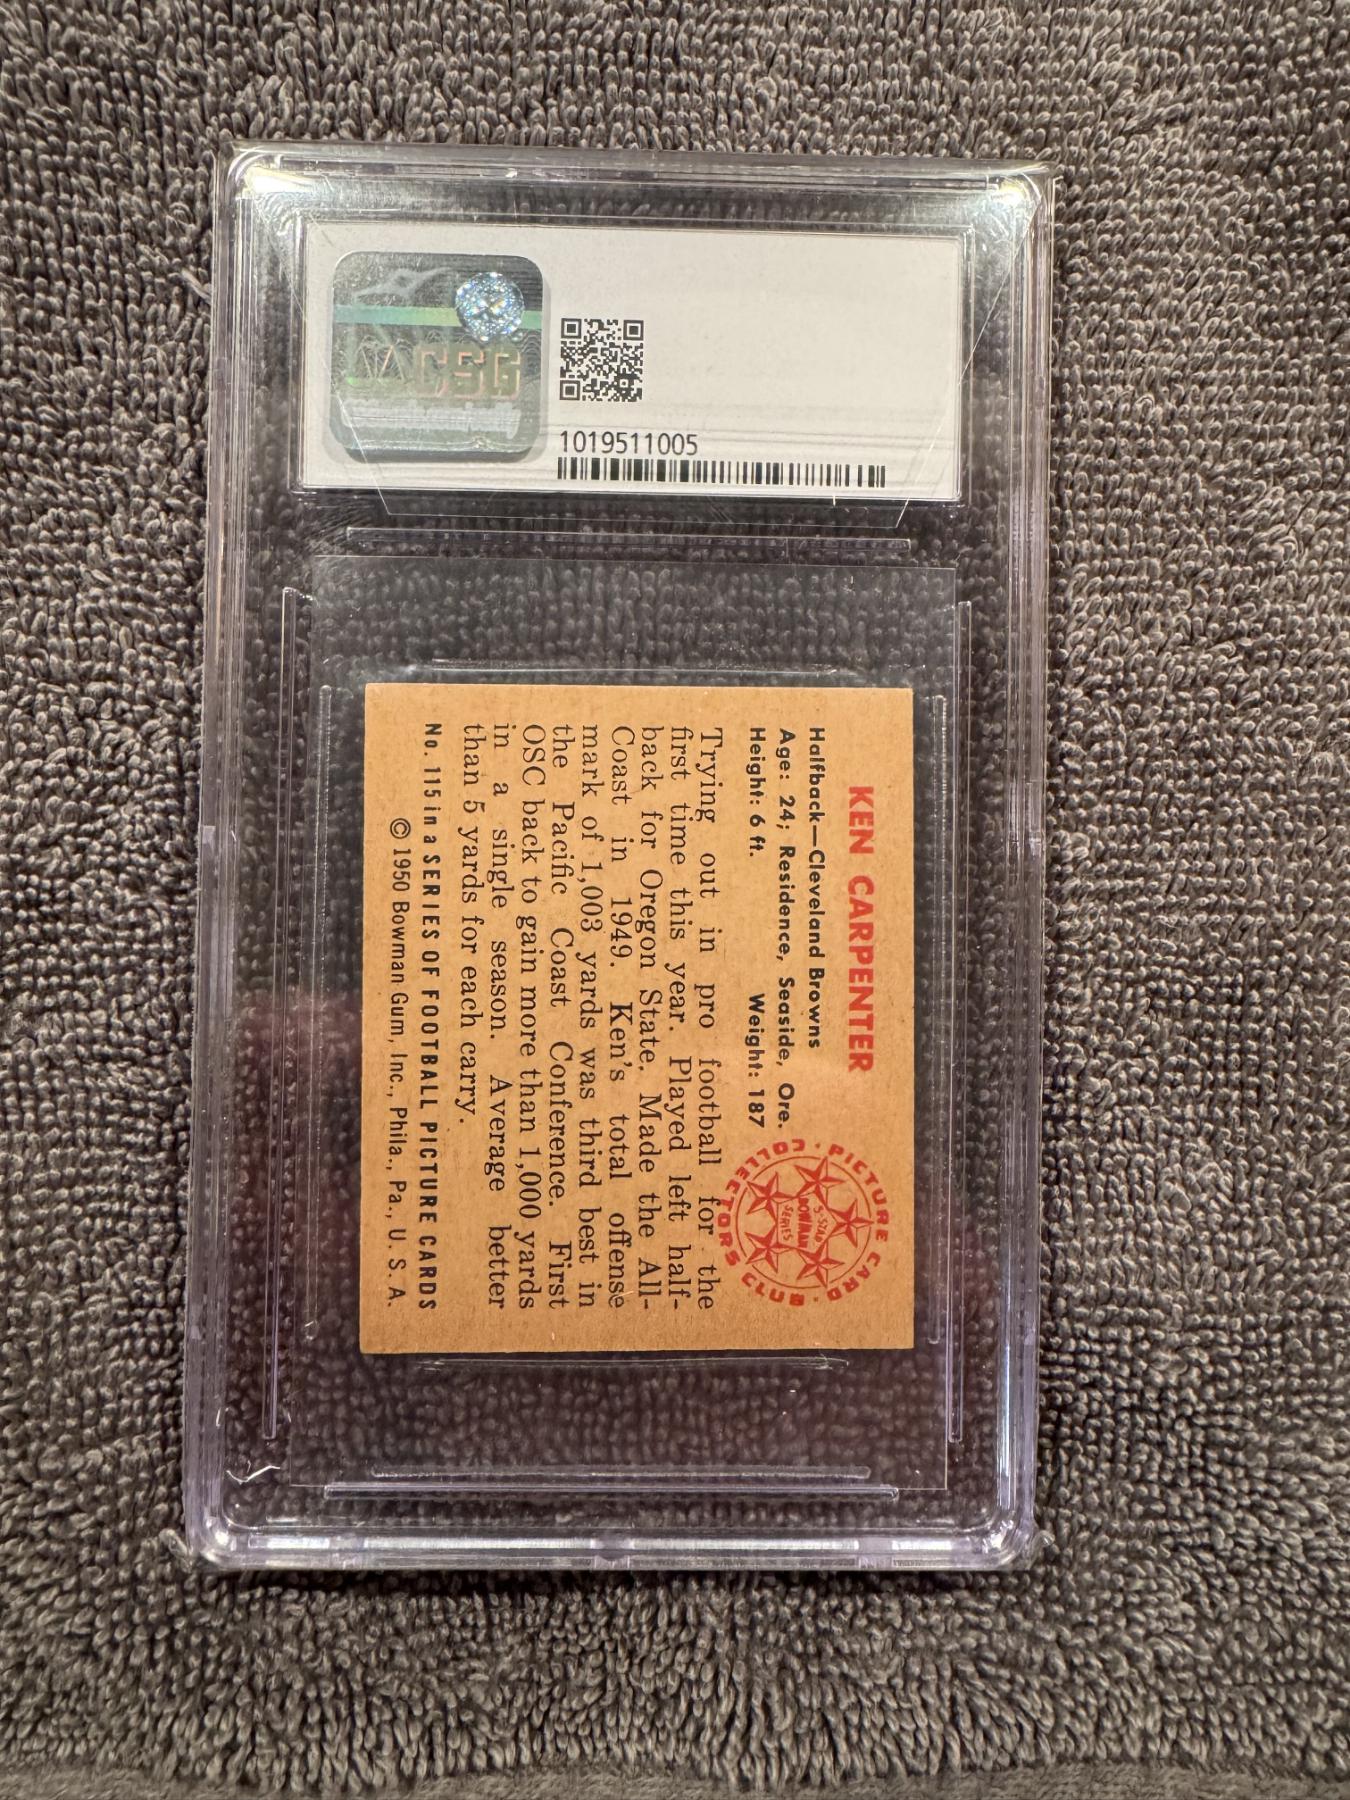 CSG
1019511005
KEN CARPENTER
Halfback—Cleveland Browns
Age: 24; Residence, Seaside, Ore.
Height: 6 ft. Weight: 187
PICTURE CARD COLLECTORS CLUB
5-STAR
BOWMAN
SERIES
Trying out in pro football for the
first time this year. Played left half-
back for Oregon State. Made the All-
Coast in 1949. Ken's total offense
mark of 1,003 yards was third best in
the Pacific Coast Conference. First
OSC back to gain more than 1,000 yards
in a single season. Average better
than 5 yards for each carry.
No. 115 in a SERIES OF FOOTBALL PICTURE CARDS
© 1950 Bowman Gum, Inc., Phila., Pa., U. S. A.